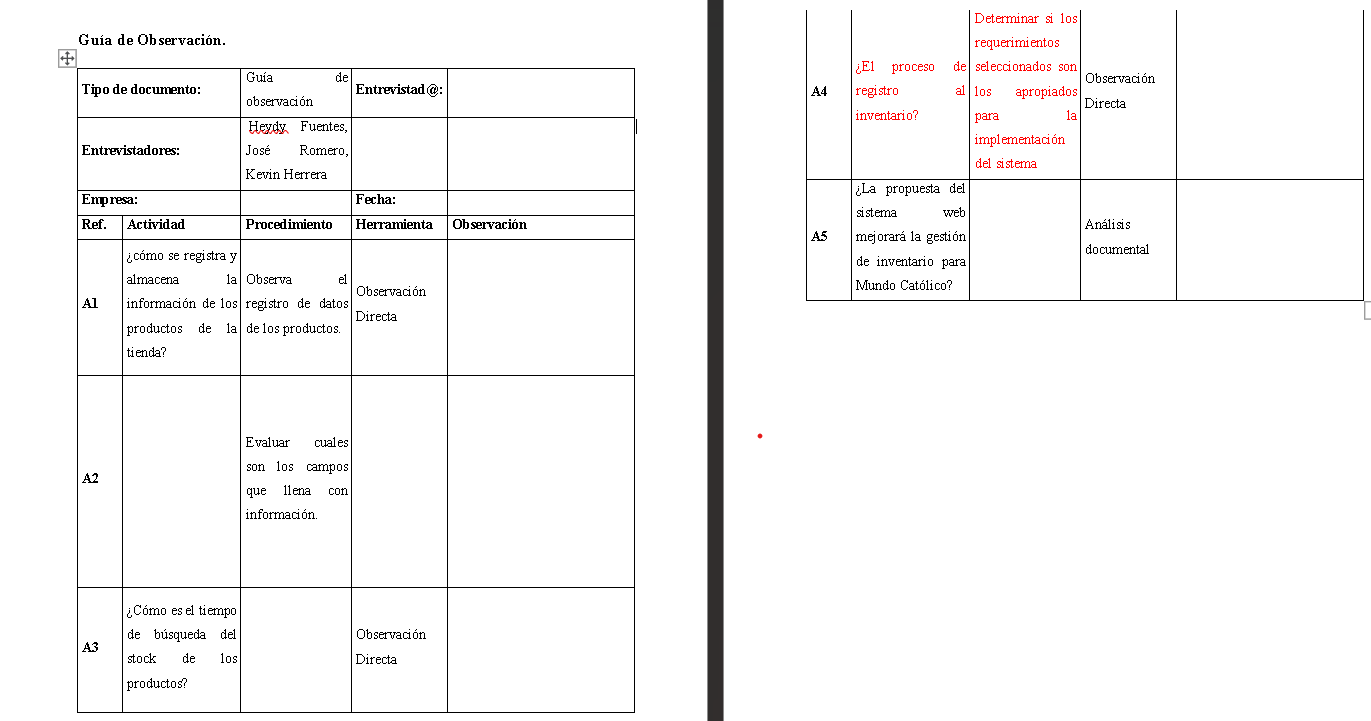 Guía de Observación.
Tipo de documento:
Guía de
observación
Entrevistad@:
Entrevistadores:
Heydy Fuentes,
José Romero,
Kevin Herrera
Empresa:
Fecha:
Ref. Actividad Procedimiento Herramienta Observación
A1
¿cómo se registra y
almacena la
información de los
productos de la
tienda?
Observa el
registro de datos
de los productos.
Observación
Directa
A2
Evaluar cuales
son los campos
que llena con
información.
A3
¿Cómo es el tiempo
de búsqueda del
stock de los
productos?
Observación
Directa
A4
¿El proceso de
registro al
inventario?
Determinar si los
requerimientos
seleccionados son
los apropiados
para la
implementación
del sistema
Observación
Directa
A5
¿La propuesta del
sistema web
mejorará la gestión
de inventario para
Mundo Católico?
Análisis
documental